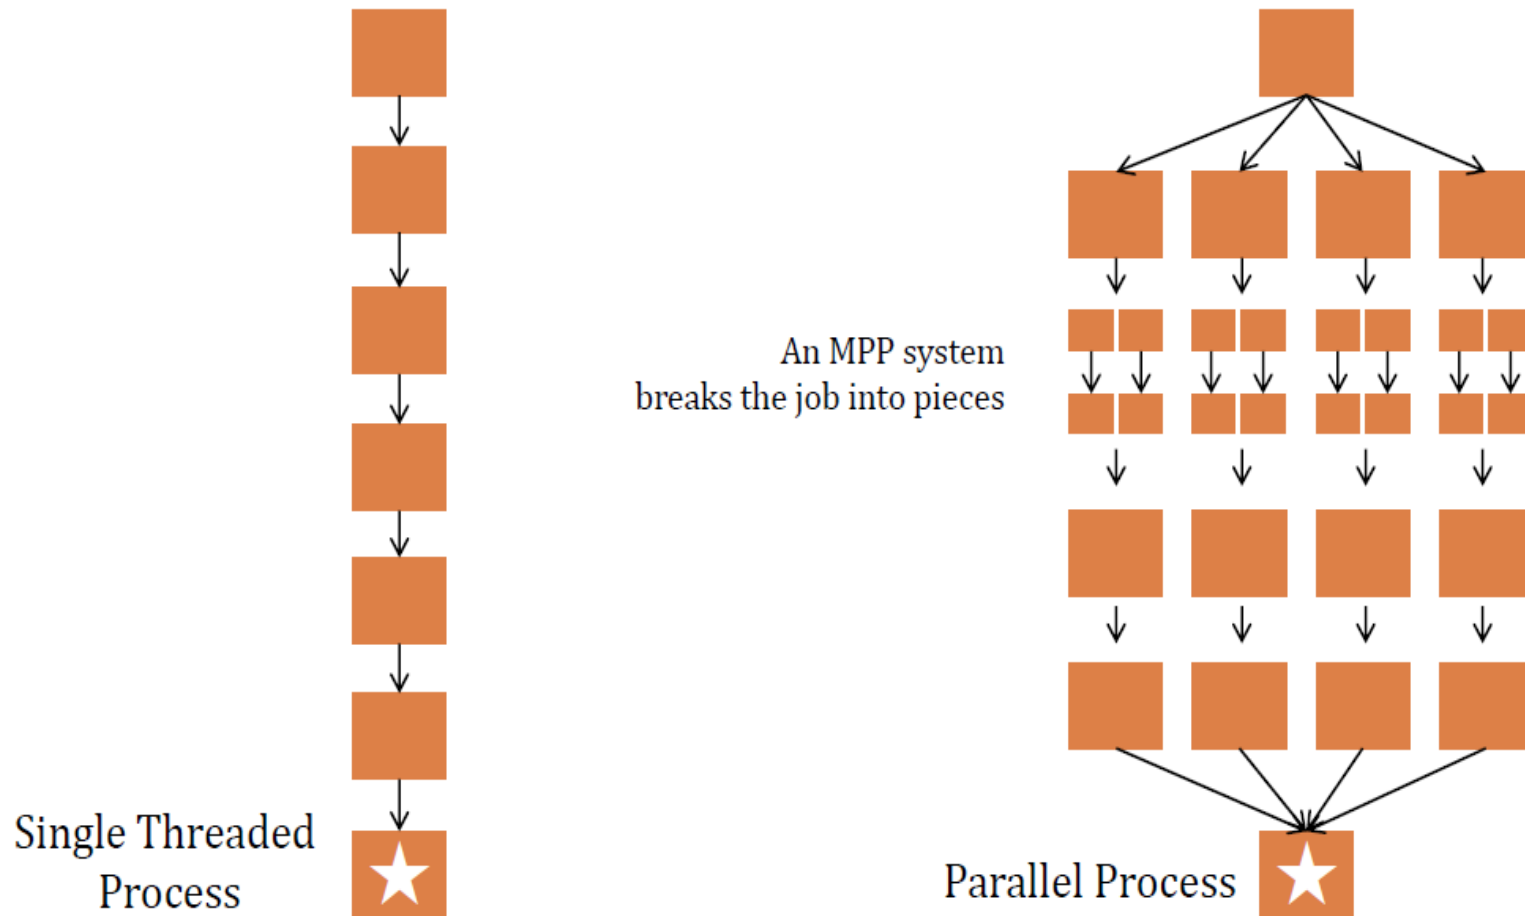 An MPP system
breaks the job into pieces
Single Threaded
Process
Parallel Process